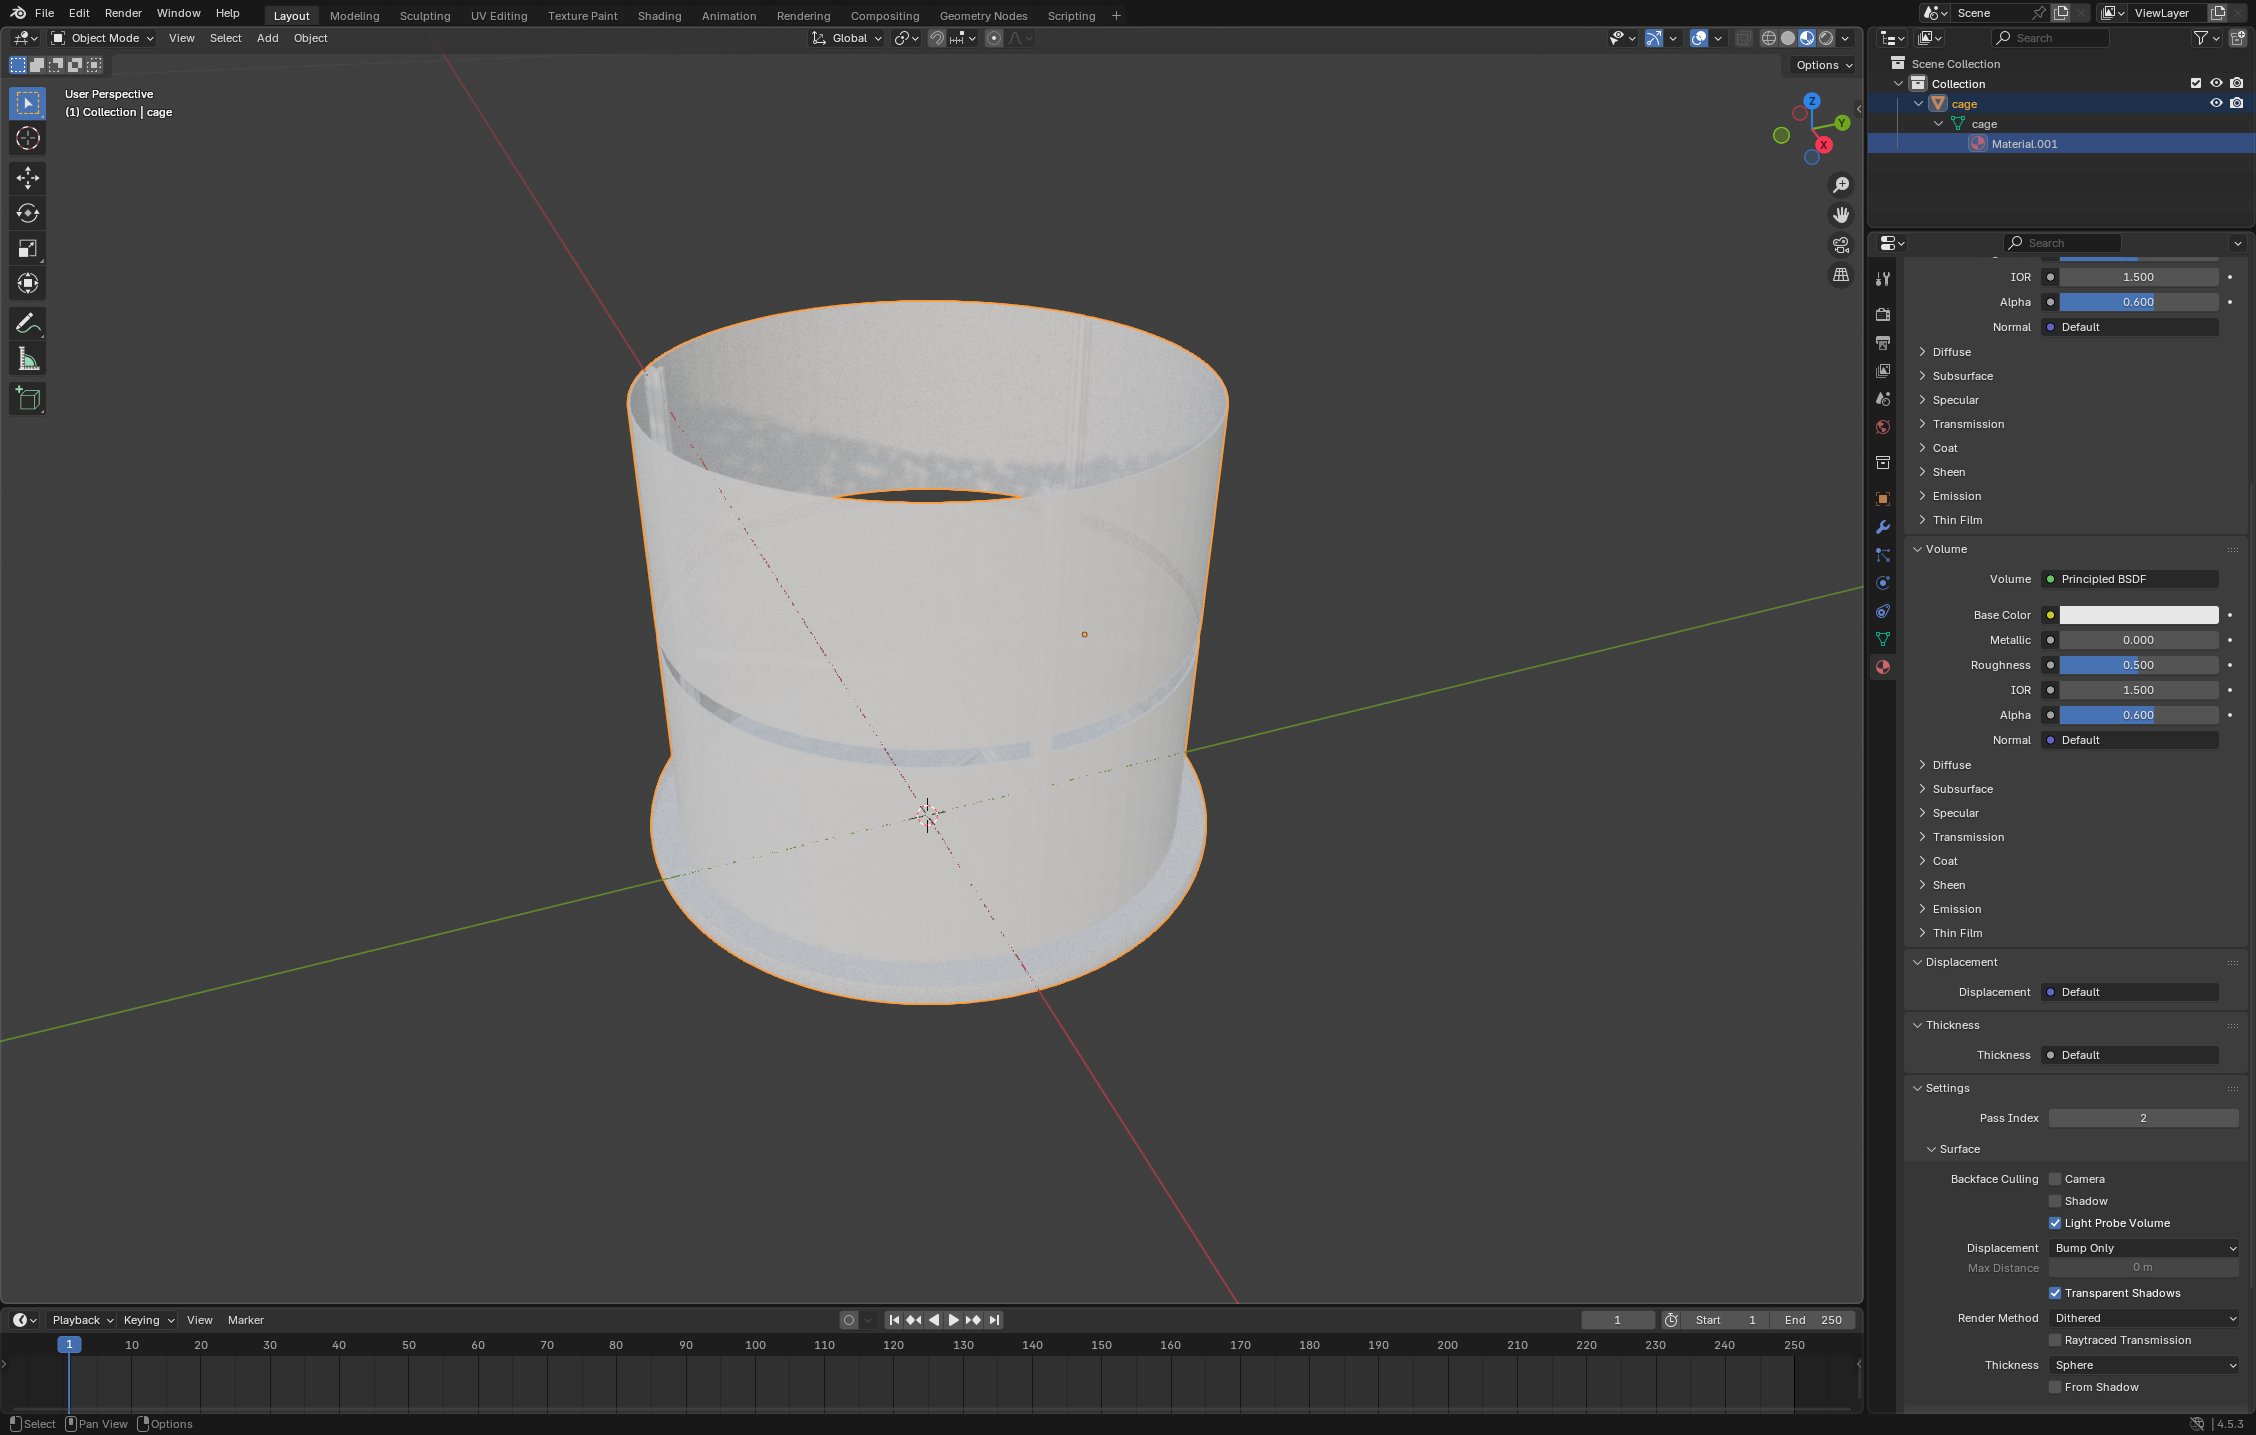 File Edit Render Window Help Layout Modeling Sculpting UV Editing Texture Paint Shading Animation Rendering Compositing Geometry Nodes Scripting + Scene ViewLayer
Object Mode View Select Add Object Global Search
Options
User Perspective
(1) Collection | cage
Z
Y
X
Scene Collection
Collection
cage
cage
Material.001
Search
IOR 1.500
Alpha 0.600
Normal Default
Diffuse
Subsurface
Specular
Transmission
Coat
Sheen
Emission
Thin Film
Volume
Volume Principled BSDF
Base Color
Metallic 0.000
Roughness 0.500
IOR 1.500
Alpha 0.600
Normal Default
Diffuse
Subsurface
Specular
Transmission
Coat
Sheen
Emission
Thin Film
Displacement
Displacement Default
Thickness
Thickness Default
Settings
Pass Index 2
Surface
Backface Culling Camera
Shadow
Light Probe Volume
Displacement Bump Only
Max Distance 0 m
Transparent Shadows
Render Method Dithered
Raytraced Transmission
Thickness Sphere
From Shadow
Playback Keying View Marker 1 Start 1 End 250
1 10 20 30 40 50 60 70 80 90 100 110 120 130 140 150 160 170 180 190 200 210 220 230 240 250
Select Pan View Options 4.5.3